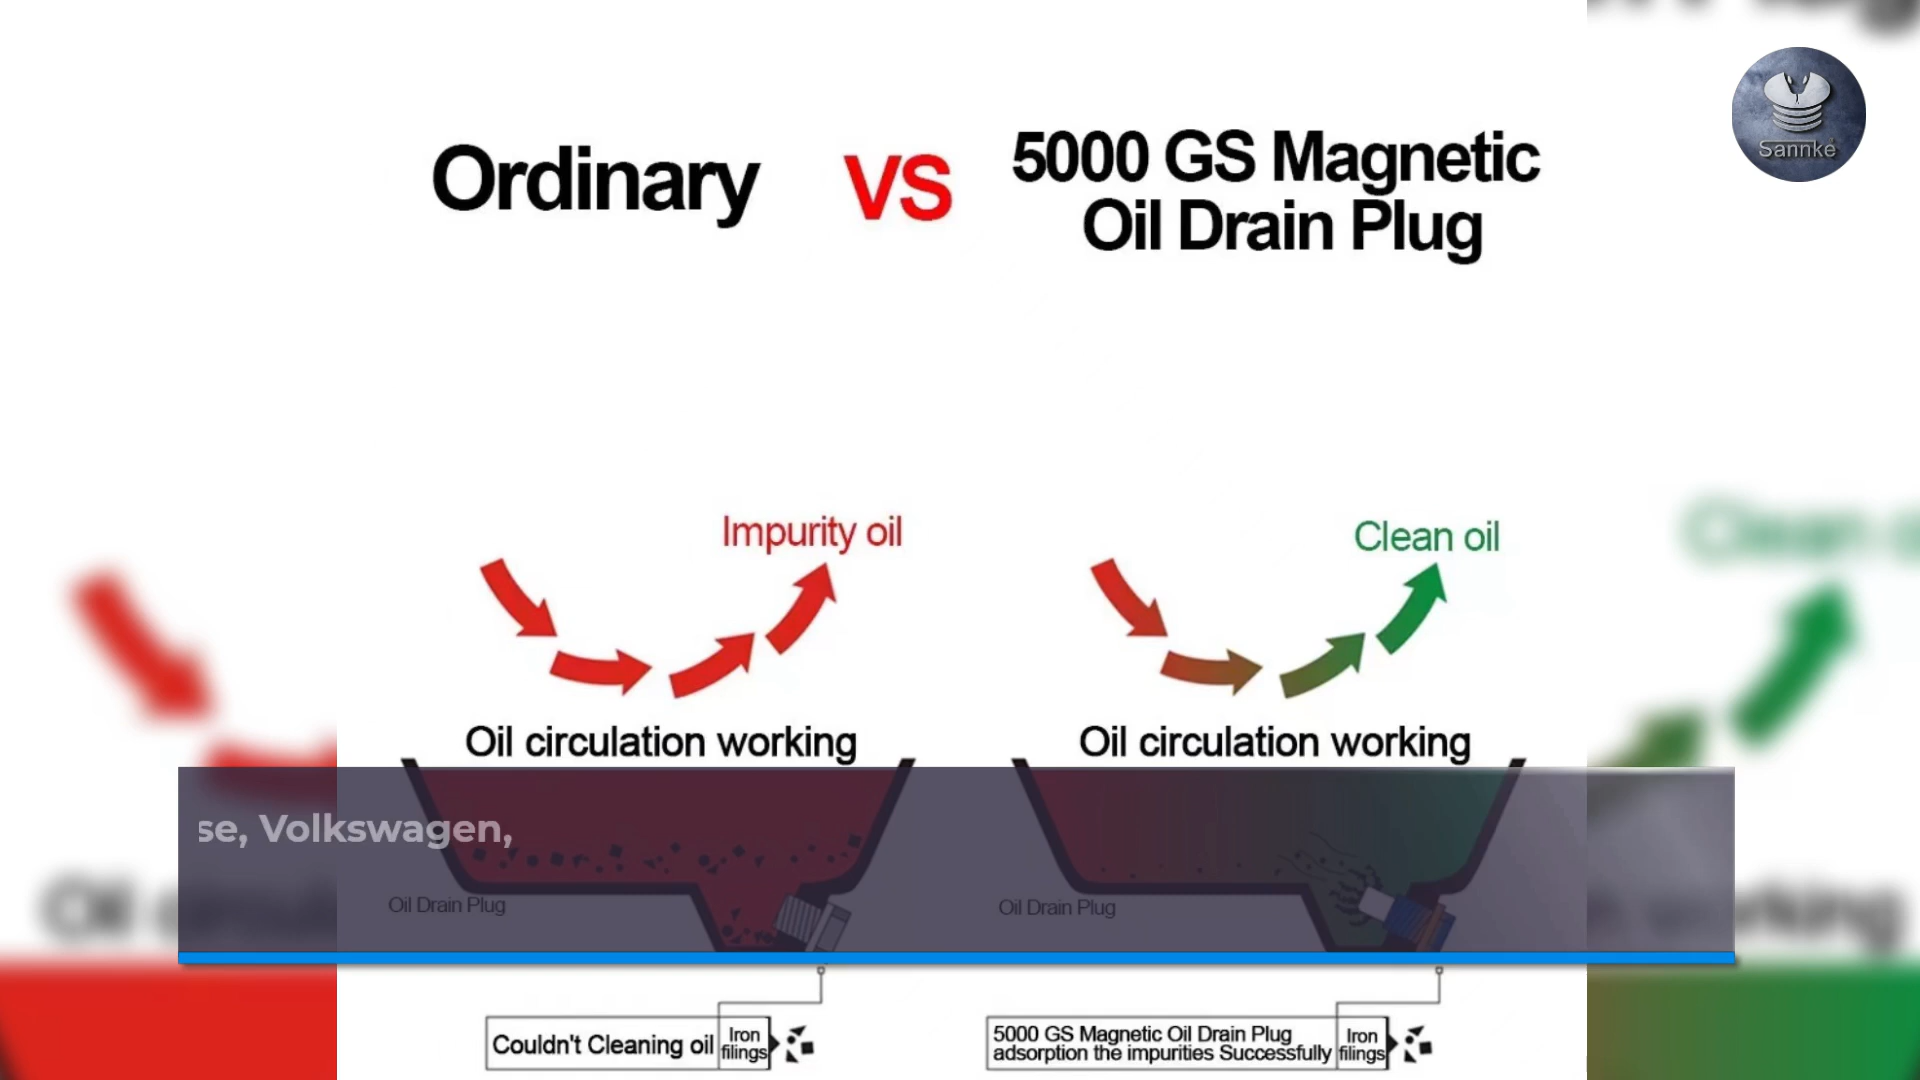 Ordinary
VS
5000 GS Magnetic
Oil Drain Plug
Sannke
Impurity oil
Clean oil
Oil circulation working
Oil circulation working
se, Volkswagen,
Oil Drain Plug
Oil Drain Plug
Couldn't Cleaning oil
Iron
filings
5000 GS Magnetic Oil Drain Plug
adsorption the impurities Successfully
Iron
filings